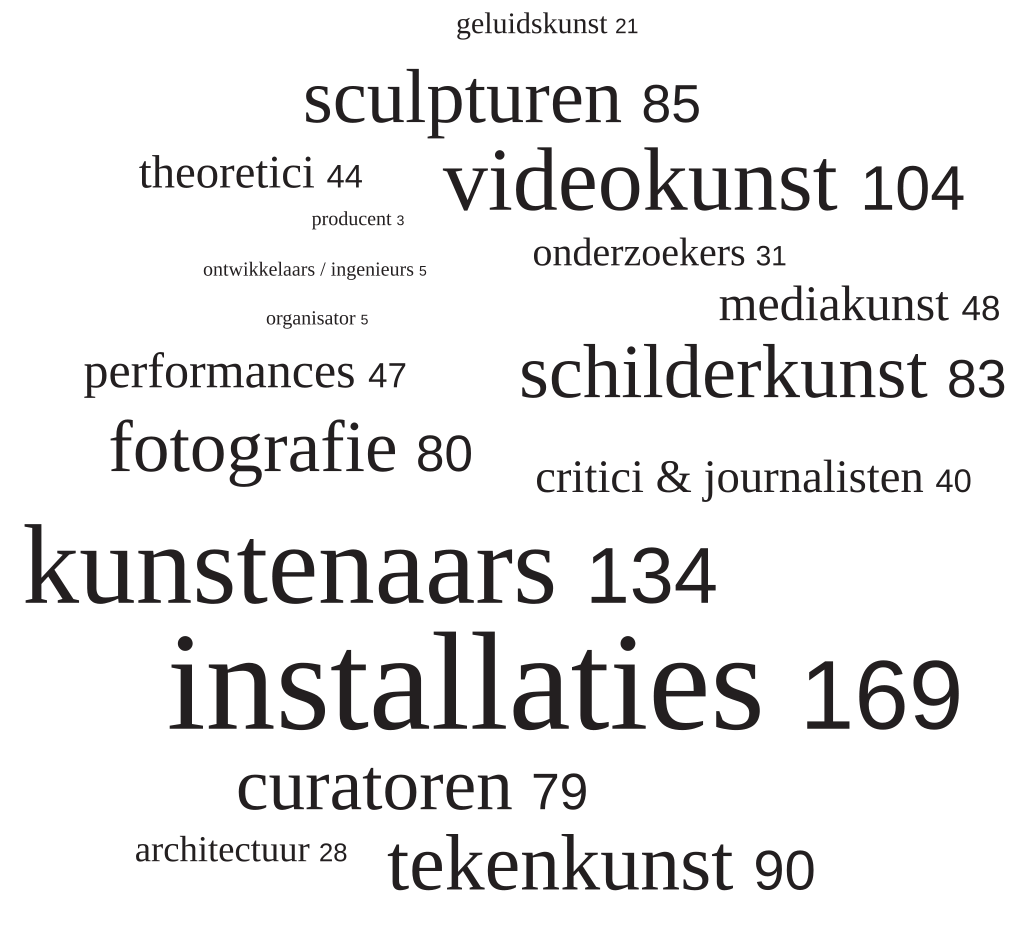 geluidskunst 21
sculpturen 85
theoretici 44
videokunst 104
producent 3
onderzoekers 31
ontwikkelaars / ingenieurs 5
mediakunst 48
organisator 5
performances 47
schilderkunst 83
fotografie 80
critici & journalisten 40
kunstenaars 134
installaties 169
curatoren 79
architectuur 28
tekenkunst 90